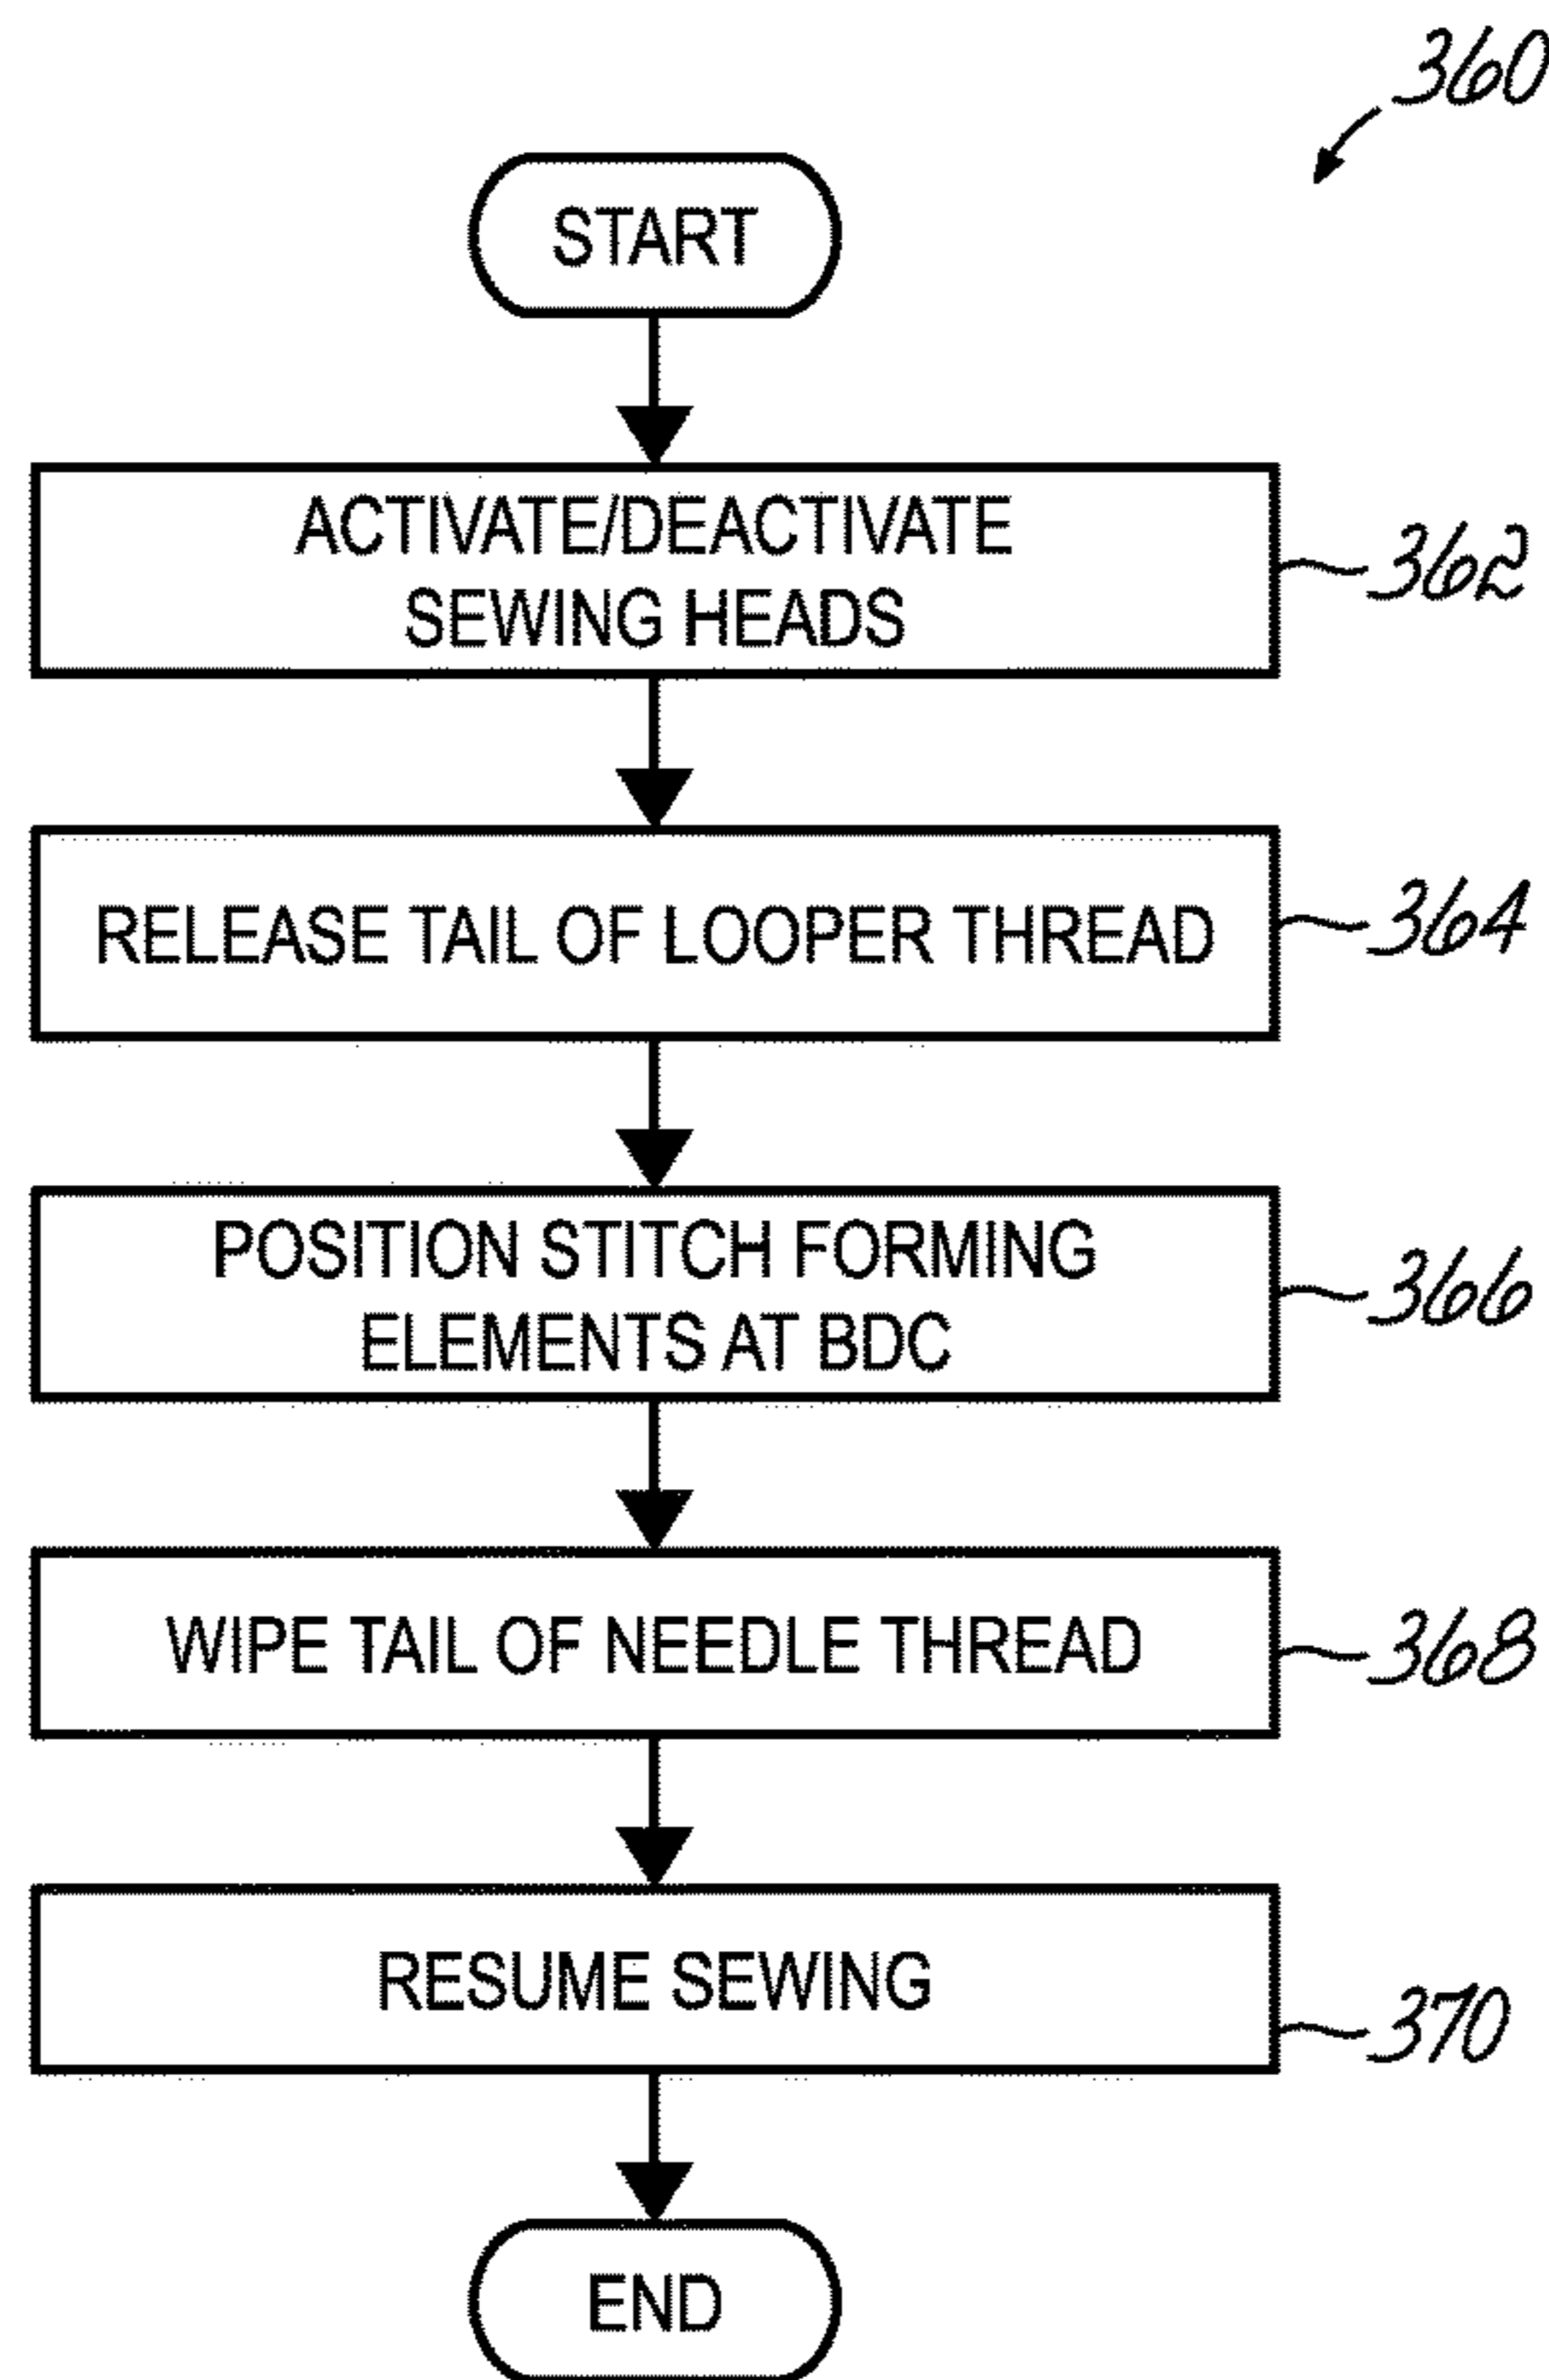 360
START
ACTIVATE/DEACTIVATE
SEWING HEADS
362
RELEASE TAIL OF LOOPER THREAD
364
POSITION STITCH FORMING
ELEMENTS AT BDC
366
WIPE TAIL OF NEEDLE THREAD
368
RESUME SEWING
370
END